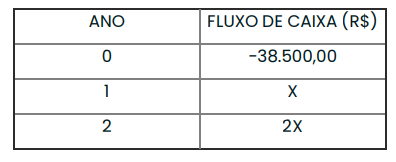 ANO FLUXO DE CAIXA (R$)
0 -38.500,00
1 X
2 2X